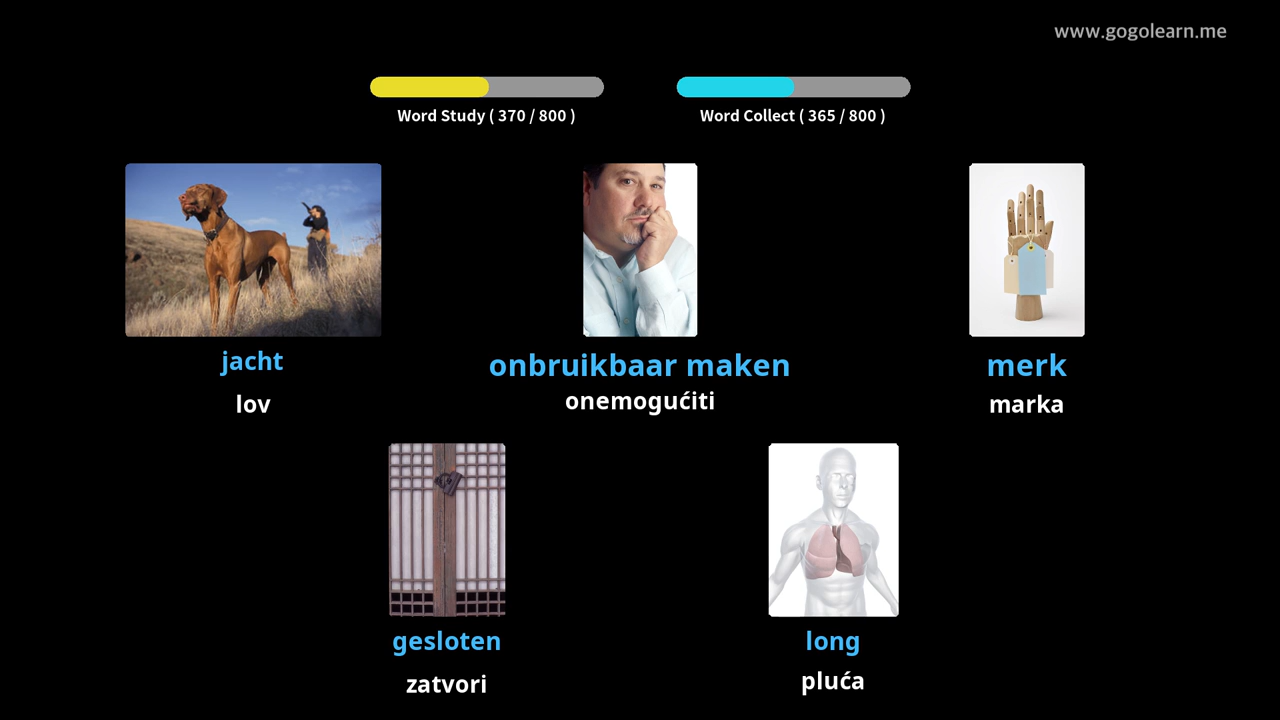 www.gogolearn.me
Word Study ( 370 / 800 )
Word Collect ( 365 / 800 )
jacht
lov
onbruikbaar maken
onemogućiti
merk
marka
gesloten
zatvori
long
pluća